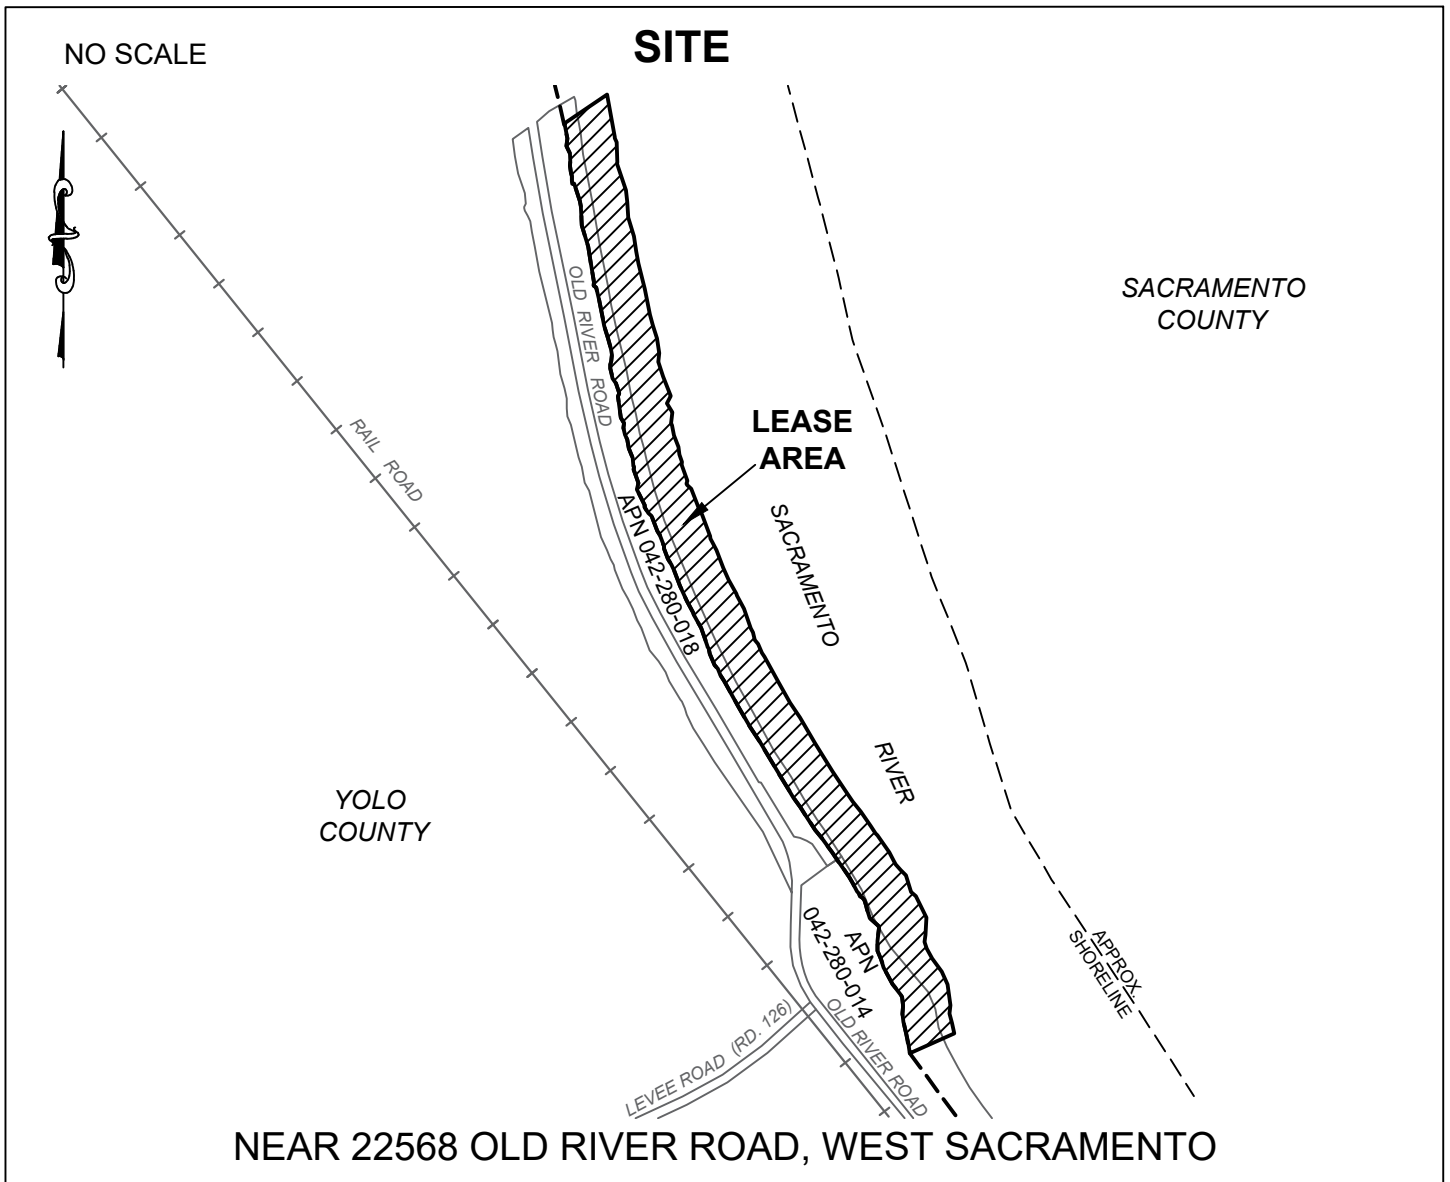 NO SCALE
SITE
SACRAMENTO
COUNTY
OLD RIVER ROAD
RAIL ROAD
LEASE
AREA
APN 042-280-018
SACRAMENTO
RIVER
YOLO
COUNTY
APN
042-280-014
APPROX.
SHORELINE
OLD RIVER ROAD
LEVEE ROAD (RD. 126)
NEAR 22568 OLD RIVER ROAD, WEST SACRAMENTO